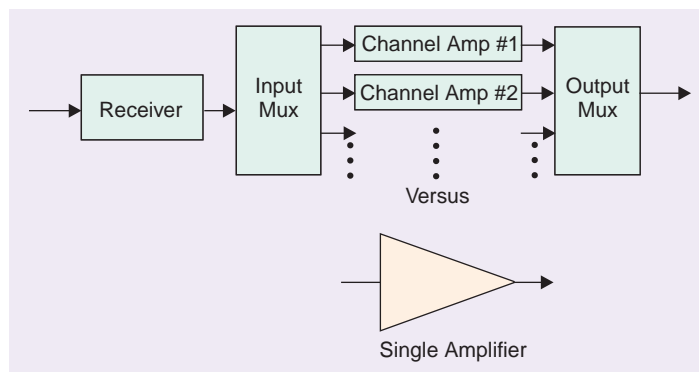 Receiver
Input
Mux
Channel Amp #1
Channel Amp #2
Output
Mux
Versus
Single Amplifier